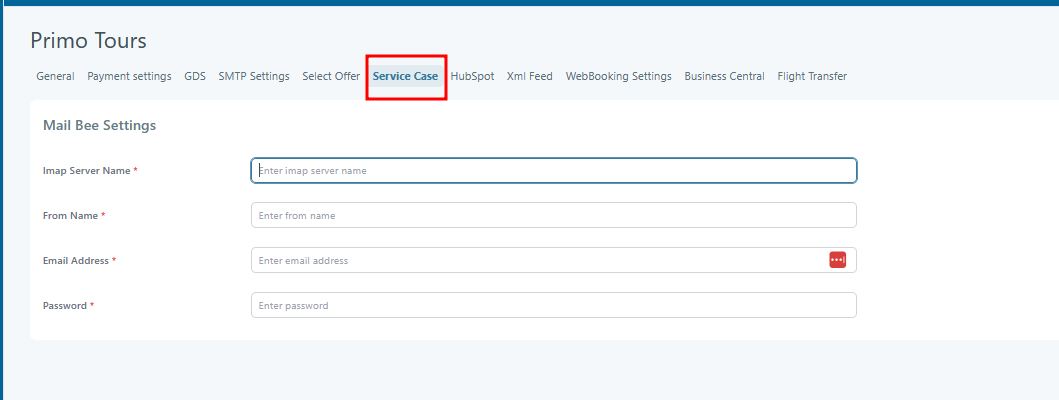 Primo Tours
General Payment settings GDS SMTP Settings Select Offer Service Case HubSpot Xml Feed WebBooking Settings Business Central Flight Transfer
Mail Bee Settings
Imap Server Name * Enter imap server name
From Name * Enter from name
Email Address * Enter email address
Password * Enter password